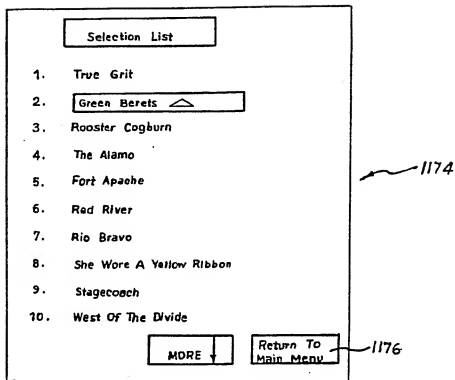 Selection List
1. True Grit
2. Green Berets
3. Rooster Cogburn
4. The Alamo
5. Fort Apache
6. Red River
7. Rio Bravo
8. She Wore A Yellow Ribbon
9. Stagecoach
10. West Of The Divide
1174
MORE
Return To
Main Menu
1176